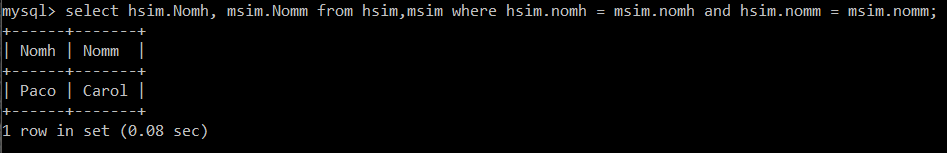 mysql> select hsim.Nomh, msim.Nomm from hsim,msim where hsim.nomh = msim.nomh and hsim.nomm = msim.nomm;
+------+-------+
| Nomh | Nomm  |
+------+-------+
| Paco | Carol |
+------+-------+
1 row in set (0.08 sec)